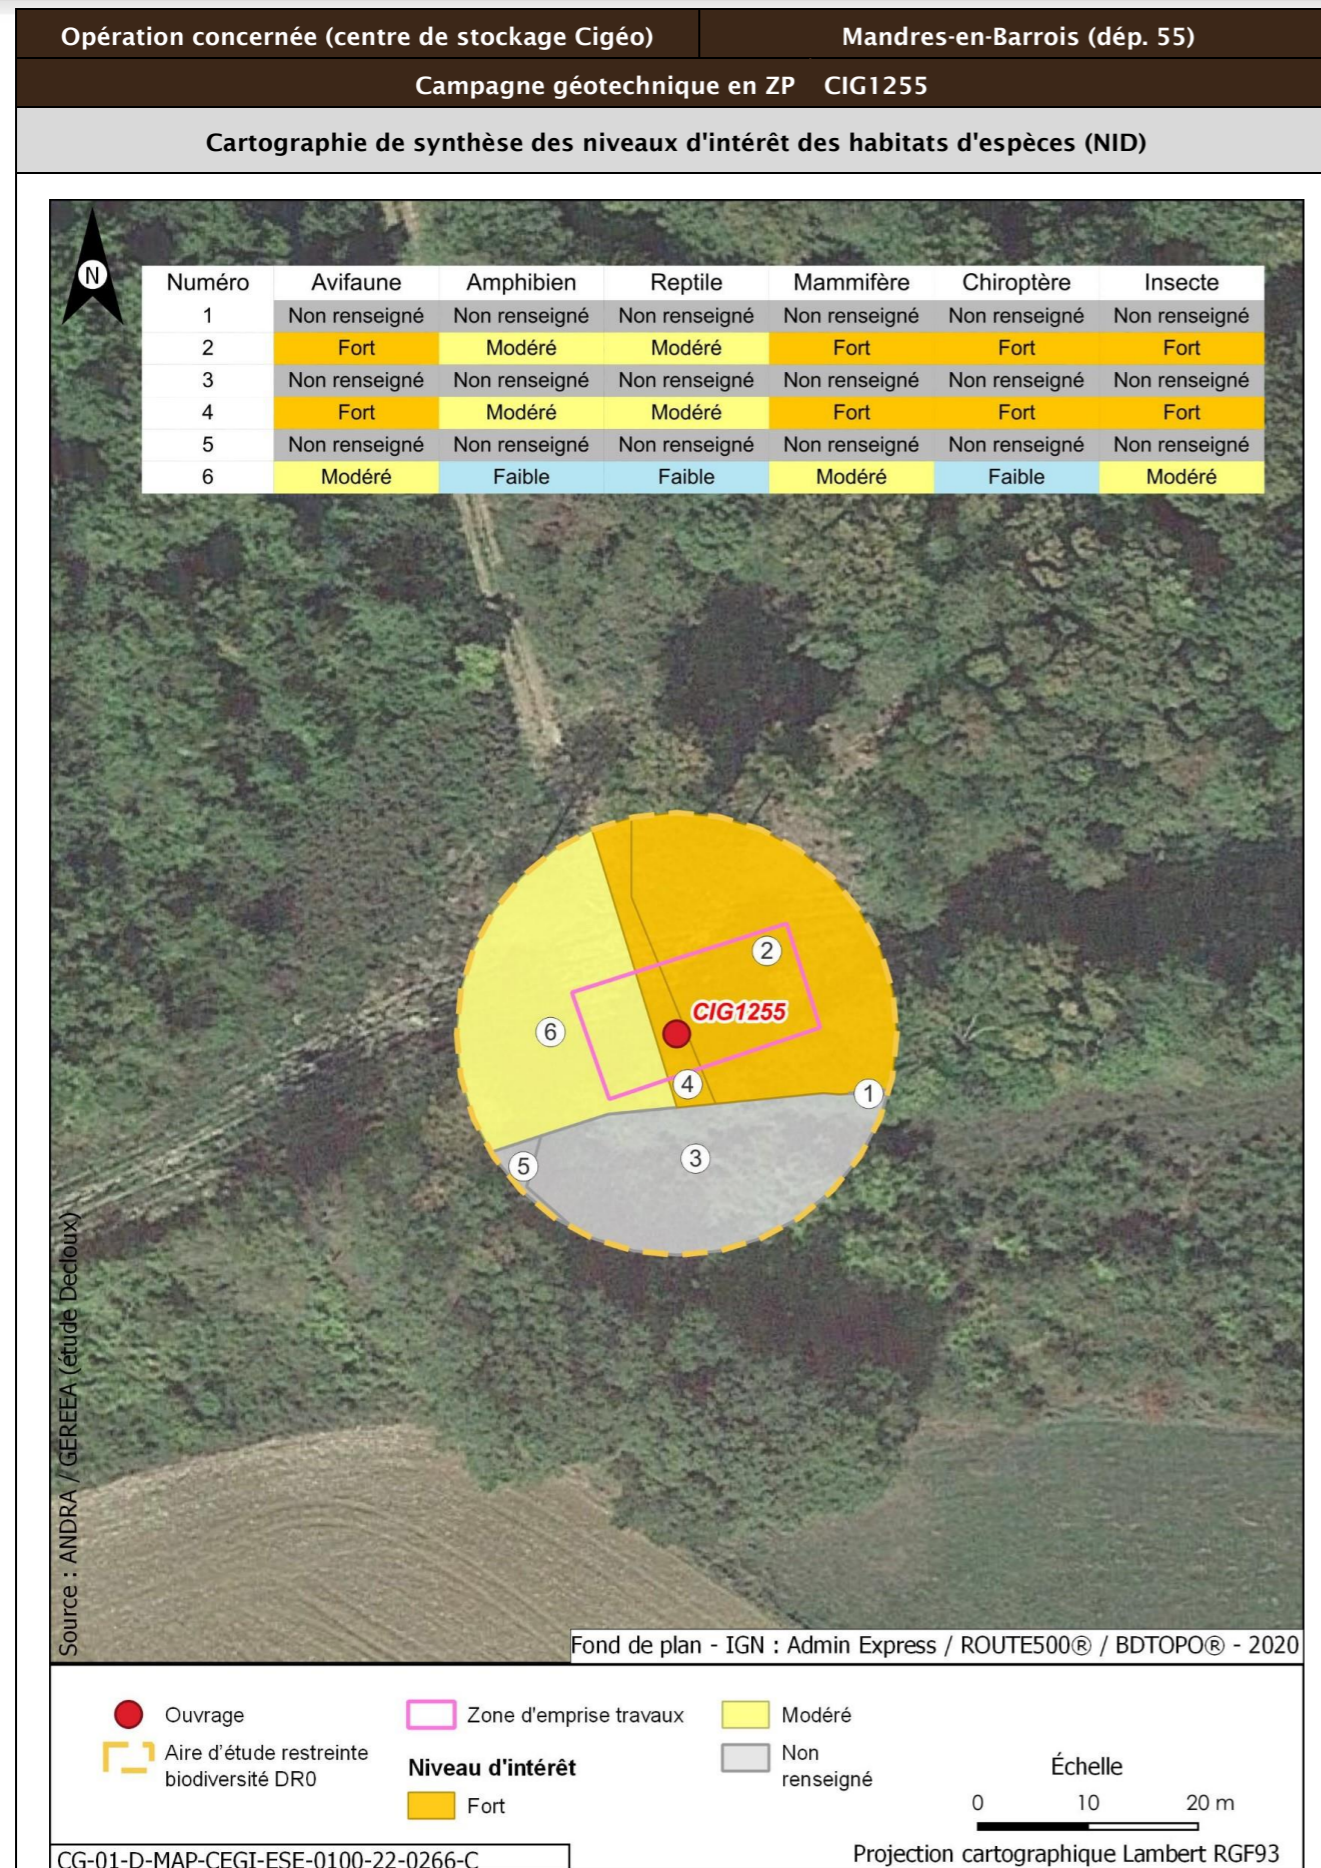 Opération concernée (centre de stockage Cigéo) Mandres-en-Barrois (dép. 55)
Campagne géotechnique en ZP CIG1255
Cartographie de synthèse des niveaux d'intérêt des habitats d'espèces (NID)
N
Numéro Avifaune Amphibien Reptile Mammifère Chiroptère Insecte
1 Non renseigné Non renseigné Non renseigné Non renseigné Non renseigné Non renseigné
2 Fort Modéré Modéré Fort Fort Fort
3 Non renseigné Non renseigné Non renseigné Non renseigné Non renseigné Non renseigné
4 Fort Modéré Modéré Fort Fort Fort
5 Non renseigné Non renseigné Non renseigné Non renseigné Non renseigné Non renseigné
6 Modéré Faible Faible Modéré Faible Modéré
2
CIG1255
6
4
1
3
5
Source : ANDRA / GEREEA (étude Decloux)
Fond de plan - IGN : Admin Express / ROUTE500® / BDTOPO® - 2020
Ouvrage
Aire d'étude restreinte
biodiversité DR0
Zone d'emprise travaux
Niveau d'intérêt
Fort
Modéré
Non
renseigné
Échelle
0 10 20 m
Projection cartographique Lambert RGF93
CG-01-D-MAP-CEGI-ESE-0100-22-0266-C